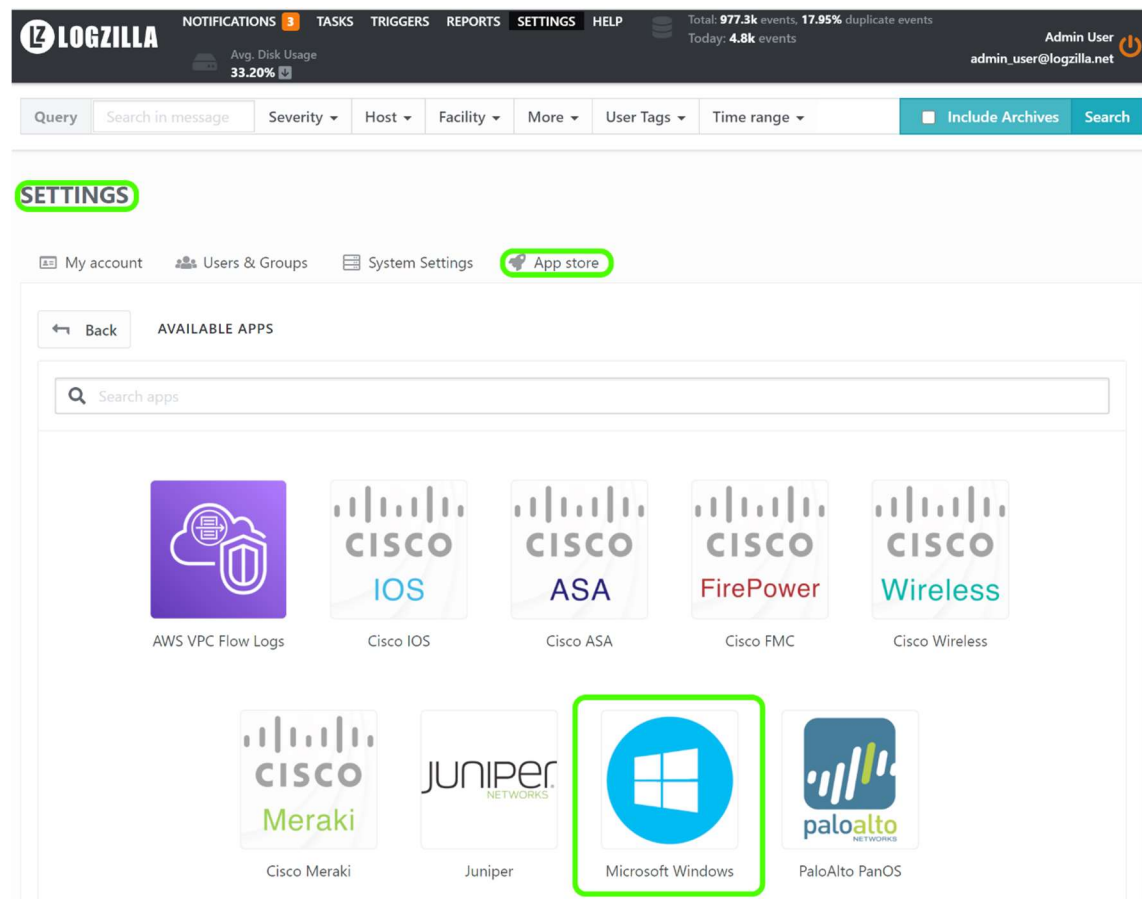 LZ LOGZILLA
NOTIFICATIONS 3 TASKS TRIGGERS REPORTS SETTINGS HELP
Avg. Disk Usage
33.20%
Total: 977.3k events, 17.95% duplicate events
Today: 4.8k events
Admin User
admin_user@logzilla.net
Query Search in message Severity Host Facility More User Tags Time range Include Archives Search
SETTINGS
My account Users & Groups System Settings App store
Back AVAILABLE APPS
Search apps
CISCO CISCO CISCO CISCO
IOS ASA FirePower Wireless
AWS VPC Flow Logs Cisco IOS Cisco ASA Cisco FMC Cisco Wireless
CISCO
Meraki
JUNIPER
NETWORKS
paloalto
NETWORKS
Cisco Meraki Juniper Microsoft Windows PaloAlto PanOS